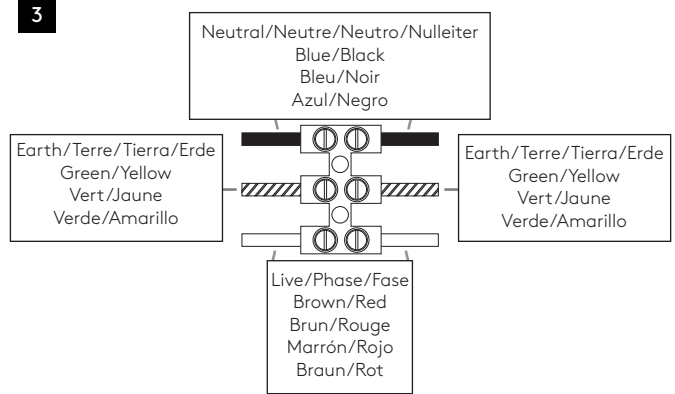 3
Neutral/Neutre/Neutro/Nulleiter
Blue/Black
Bleu/Noir
Azul/Negro
Earth/Terre/Tierra/Erde
Green/Yellow
Vert/Jaune
Verde/Amarillo
Earth/Terre/Tierra/Erde
Green/Yellow
Vert/Jaune
Verde/Amarillo
Live/Phase/Fase
Brown/Red
Brun/Rouge
Marrón/Rojo
Braun/Rot